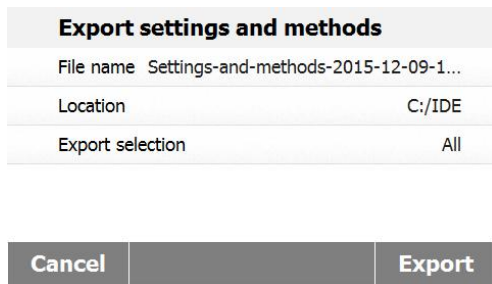 Export settings and methods
File name Settings-and-methods-2015-12-09-1...
Location C:/IDE
Export selection All
Cancel Export